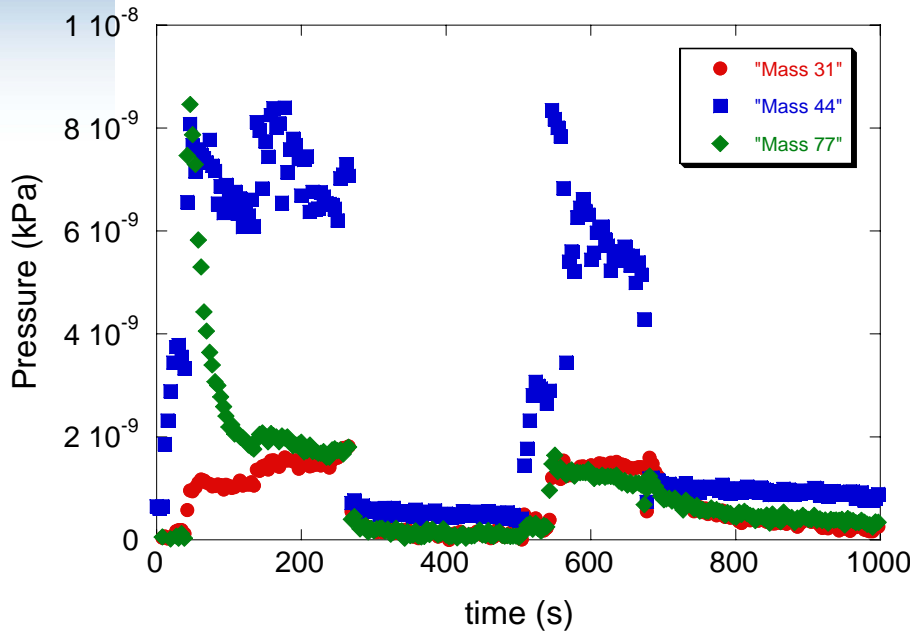 1 10-8
8 10-9
6 10-9
4 10-9
2 10-9
0
Pressure (kPa)
"Mass 31"
"Mass 44"
"Mass 77"
0 200 400 600 800 1000
time (s)